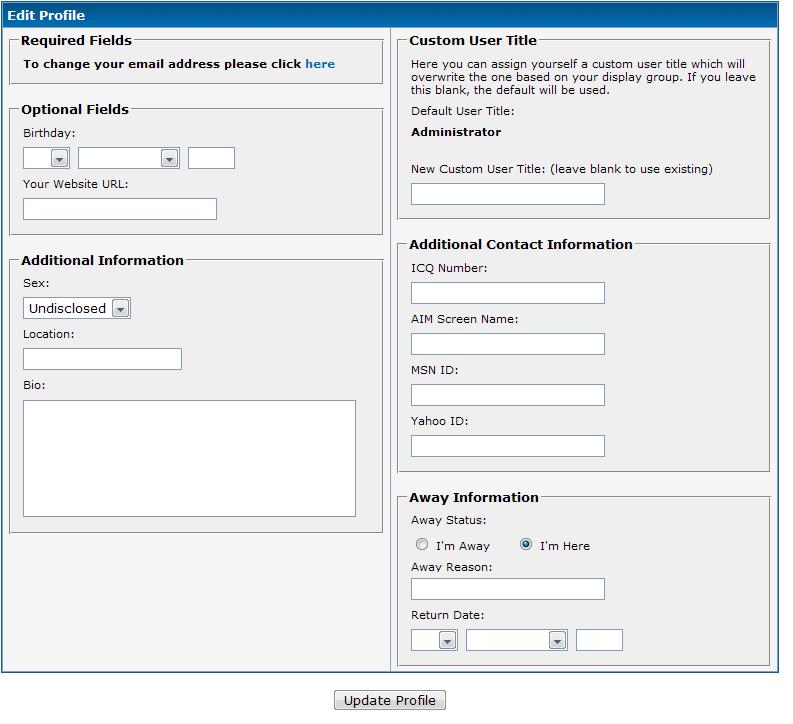 Edit Profile
Required Fields
To change your email address please click here
Optional Fields
Birthday:
Your Website URL:
Additional Information
Sex:
Undisclosed
Location:
Bio:
Custom User Title
Here you can assign yourself a custom user title which will
overwrite the one based on your display group. If you leave
this blank, the default will be used.
Default User Title:
Administrator
New Custom User Title: (leave blank to use existing)
Additional Contact Information
ICQ Number:
AIM Screen Name:
MSN ID:
Yahoo ID:
Away Information
Away Status:
I'm Away I'm Here
Away Reason:
Return Date:
Update Profile